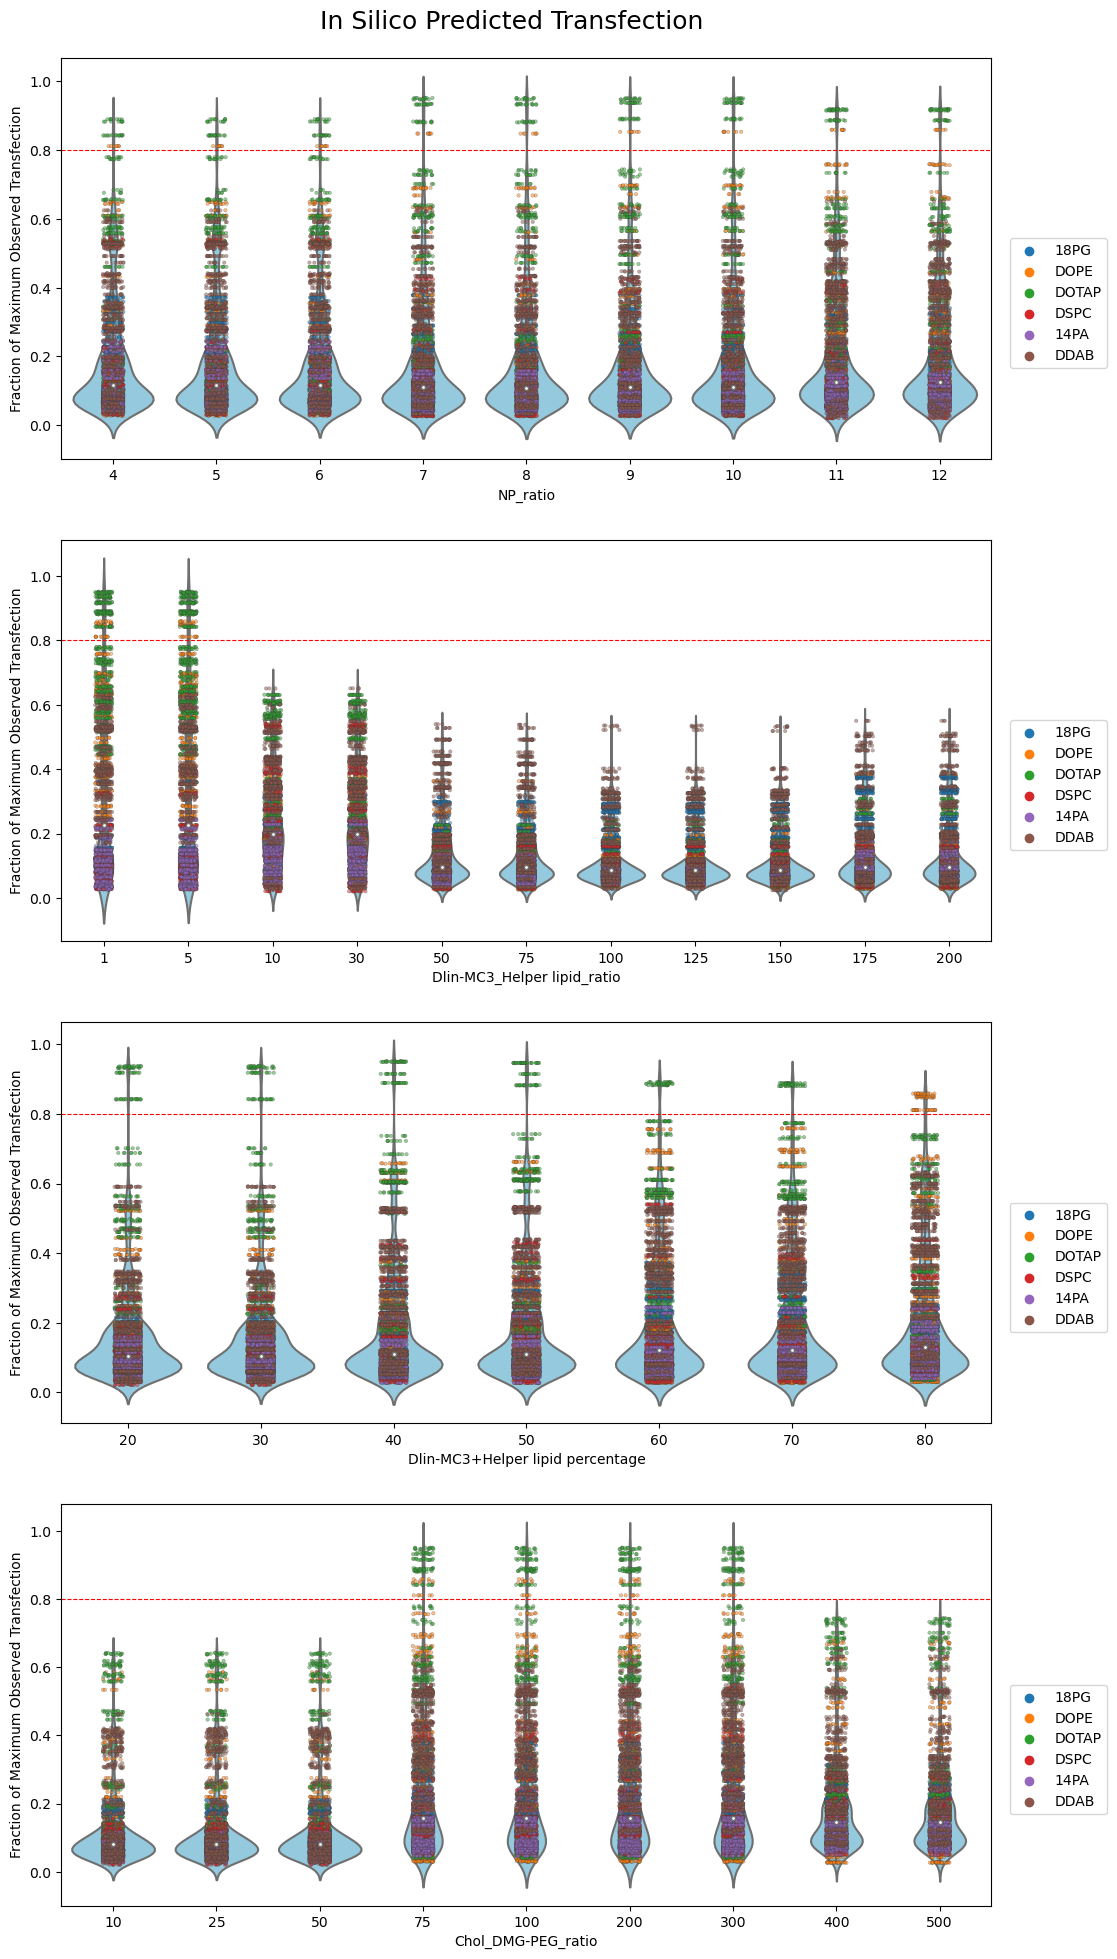 In Silico Predicted Transfection
Fraction of Maximum Observed Transfection
1.0
0.8
0.6
0.4
0.2
0.0
4 5 6 7 8 9 10 11 12
NP_ratio
18PG
DOPE
DOTAP
DSPC
14PA
DDAB
Fraction of Maximum Observed Transfection
1.0
0.8
0.6
0.4
0.2
0.0
1 5 10 30 50 75 100 125 150 175 200
Dlin-MC3_Helper lipid_ratio
18PG
DOPE
DOTAP
DSPC
14PA
DDAB
Fraction of Maximum Observed Transfection
1.0
0.8
0.6
0.4
0.2
0.0
20 30 40 50 60 70 80
Dlin-MC3+Helper lipid percentage
18PG
DOPE
DOTAP
DSPC
14PA
DDAB
Fraction of Maximum Observed Transfection
1.0
0.8
0.6
0.4
0.2
0.0
10 25 50 75 100 200 300 400 500
Chol_DMG-PEG_ratio
18PG
DOPE
DOTAP
DSPC
14PA
DDAB